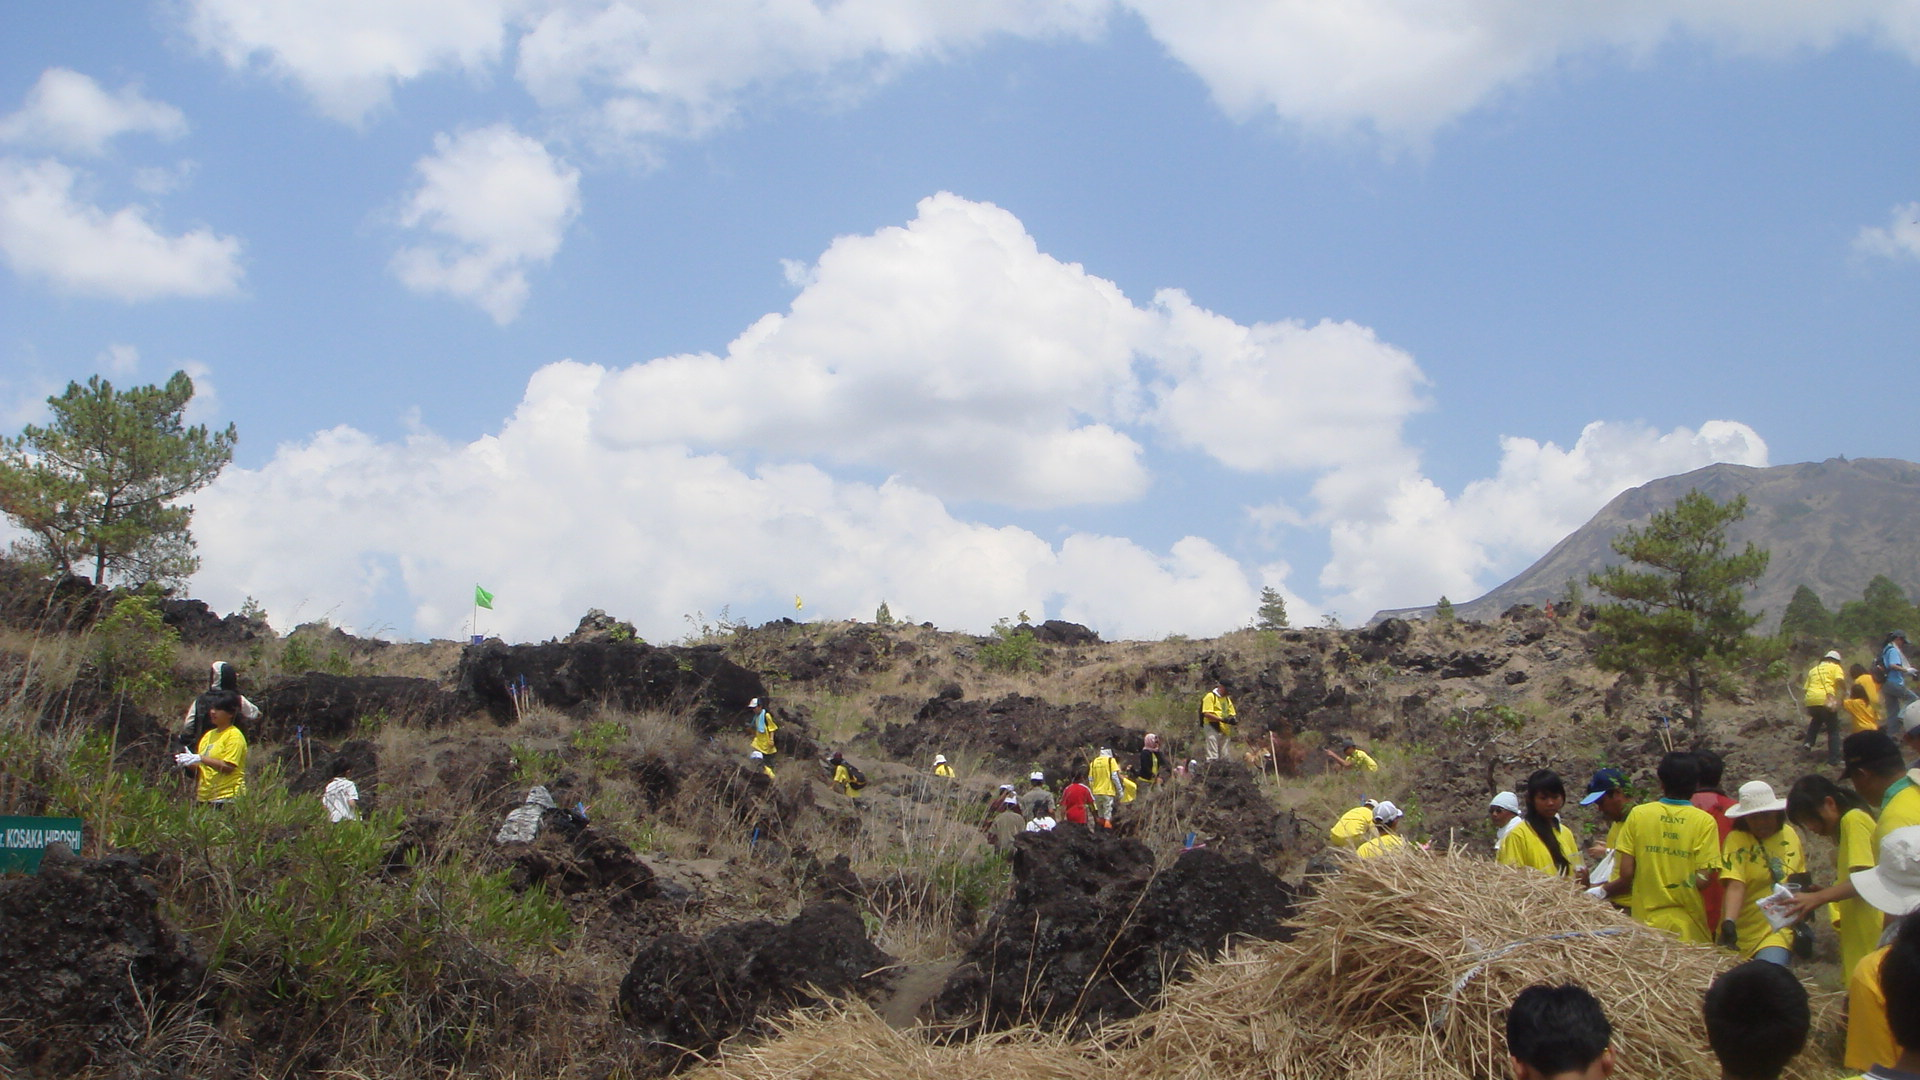 r. KOSAKA HIROSHI
PLANT
FOR
THE PLANET